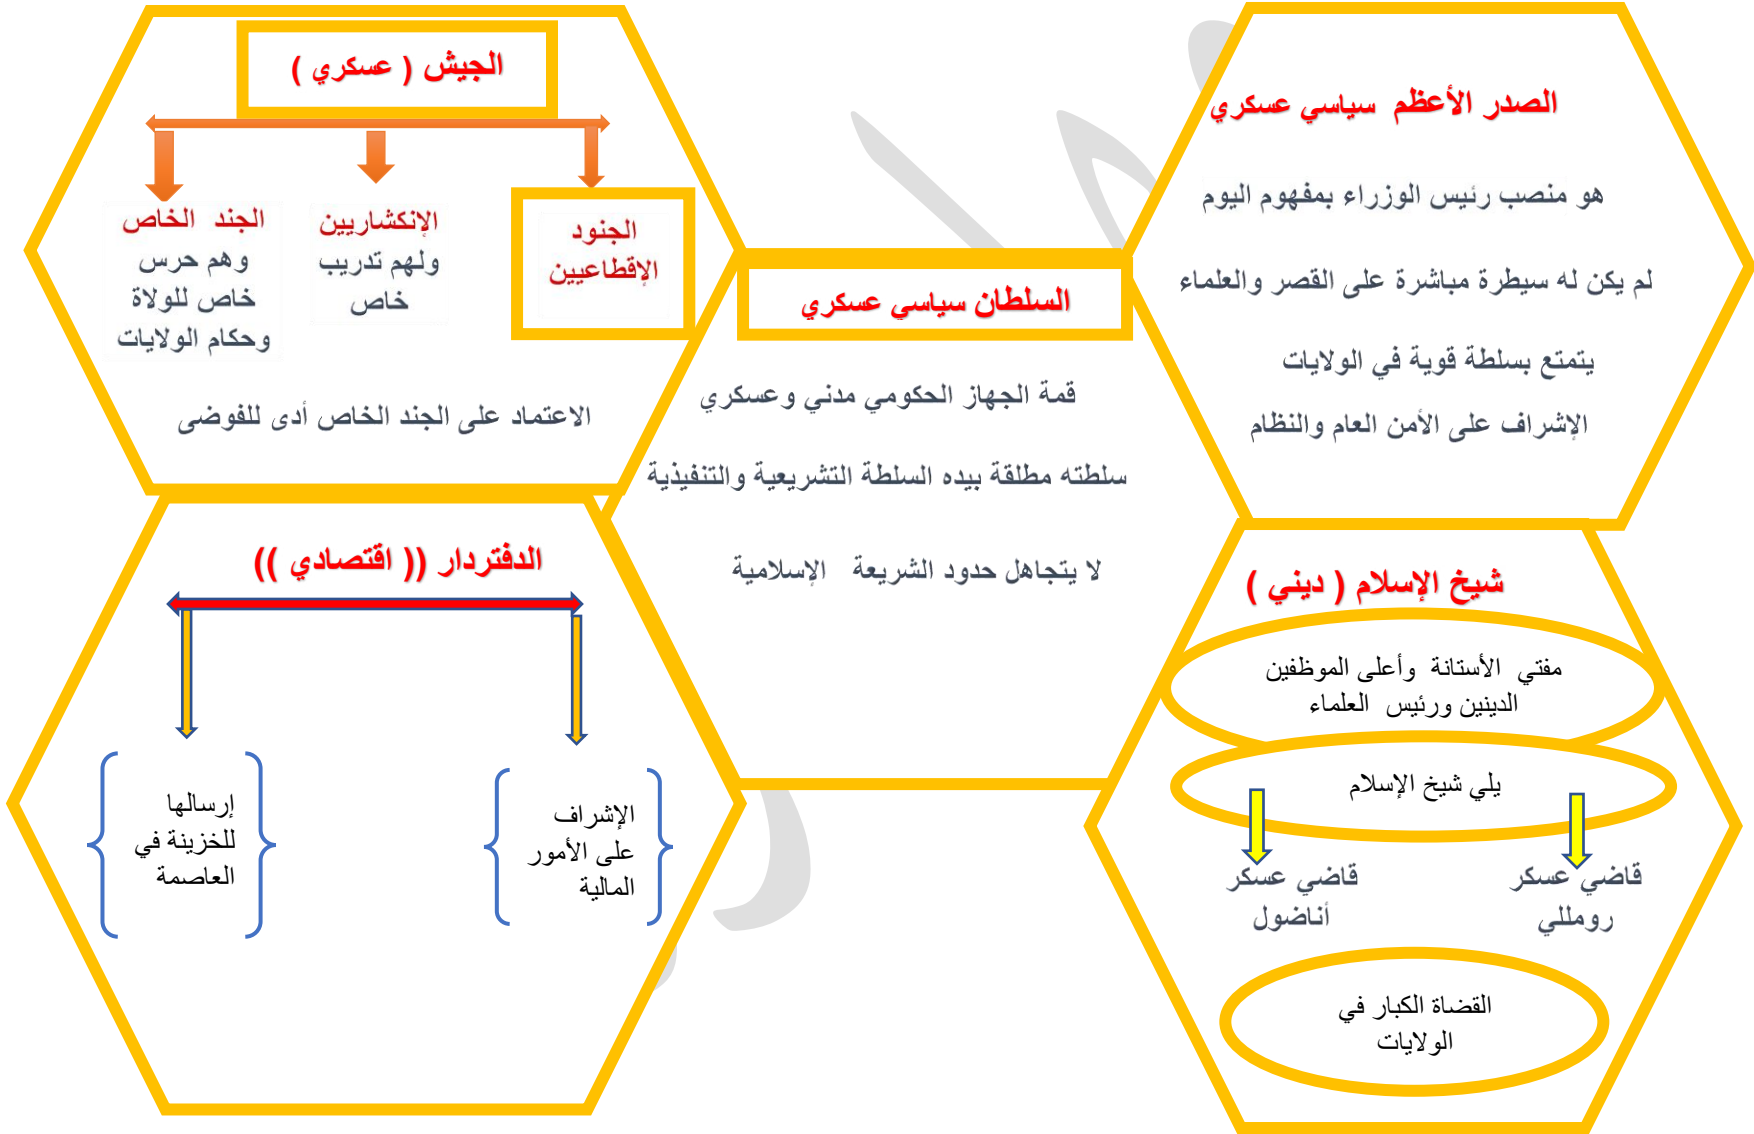 الصدر الأعظم سياسي عسكري
هو منصب رئيس الوزراء بمفهوم اليوم
لم يكن له سيطرة مباشرة على القصر والعلماء
يتمتع بسلطة قوية في الولايات
الإشراف على الأمن العام والنظام
السلطان سياسي عسكري
قمة الجهاز الحكومي مدني وعسكري
سلطته مطلقة بيده السلطة التشريعية والتنفيذية
لا يتجاهل حدود الشريعة الإسلامية
الجيش ( عسكري )
الجنود
الإقطاعيين
الإنكشاريين
ولهم تدريب
خاص
الجند الخاص
وهم حرس
خاص للولاة
وحكام الولايات
الاعتماد على الجند الخاص أدى للفوضى
شيخ الإسلام ( ديني )
مفتي الأستانة وأعلى الموظفين
الدينين ورئيس العلماء
يلي شيخ الإسلام
قاضي عسكر
روملي
قاضي عسكر
أناضول
القضاة الكبار في
الولايات
الدفتردار (( اقتصادي ))
الإشراف
على الأمور
المالية
إرسالها
للخزينة في
العاصمة